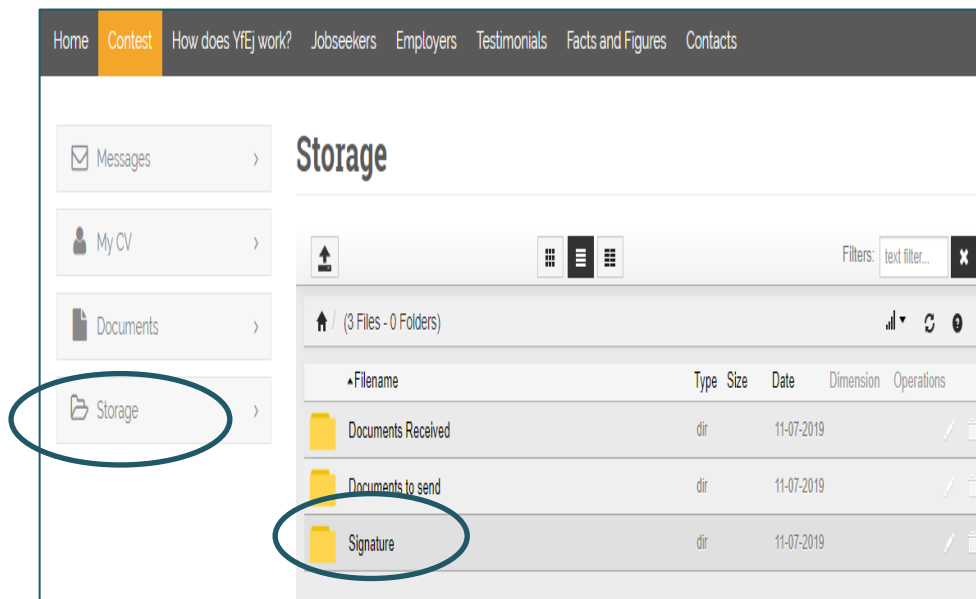 Home Contest How does YfEj work? Jobseekers Employers Testimonials Facts and Figures Contacts
Messages
My CV
Documents
Storage
Storage
Filters: text filter...
(3 Files - 0 Folders)
Filename Type Size Date Dimension Operations
Documents Received dir 11-07-2019
Documents to send dir 11-07-2019
Signature dir 11-07-2019